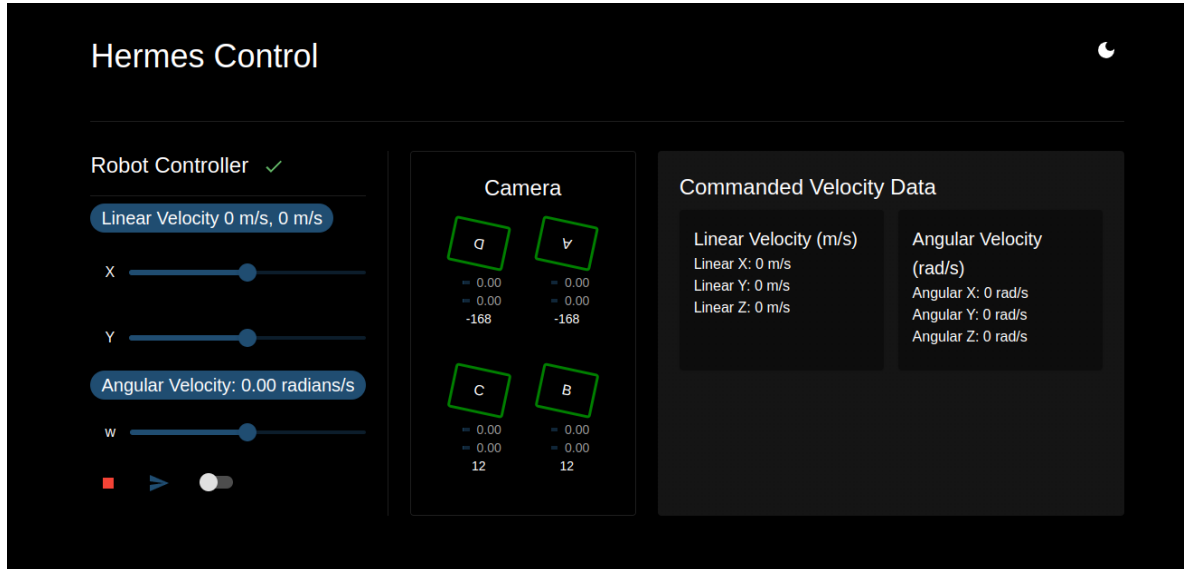 Hermes Control
Robot Controller
Linear Velocity 0 m/s, 0 m/s
X
Y
Angular Velocity: 0.00 radians/s
w
Camera
D A
0.00 0.00
0.00 0.00
-168 -168
C B
0.00 0.00
0.00 0.00
12 12
Commanded Velocity Data
Linear Velocity (m/s)
Linear X: 0 m/s
Linear Y: 0 m/s
Linear Z: 0 m/s
Angular Velocity
(rad/s)
Angular X: 0 rad/s
Angular Y: 0 rad/s
Angular Z: 0 rad/s